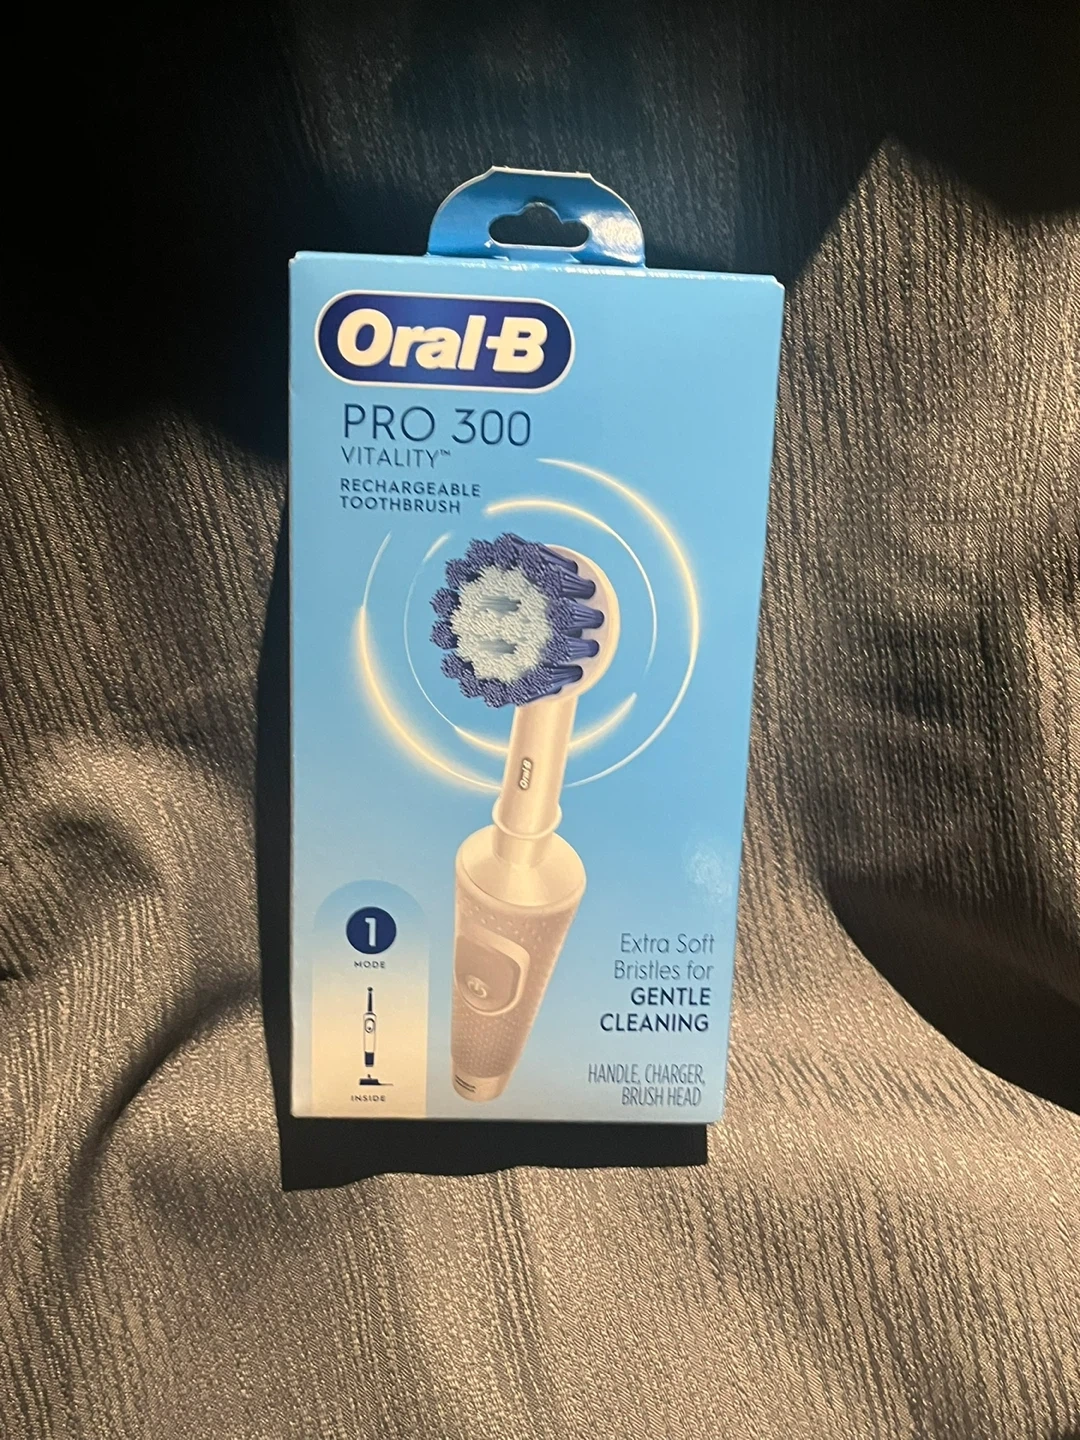 Oral-B
PRO 300
VITALITY™
RECHARGEABLE
TOOTHBRUSH
Oral-B
1
MODE
INSIDE
Extra Soft
Bristles for
GENTLE
CLEANING
HANDLE, CHARGER,
BRUSH HEAD